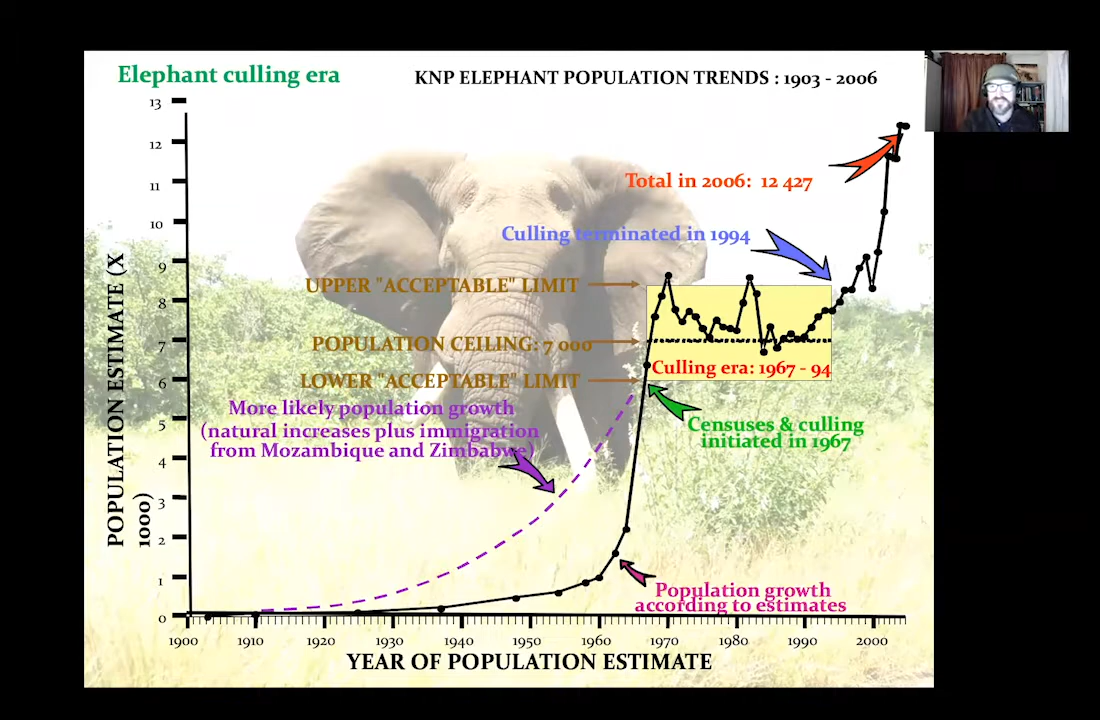 Elephant culling era
KNP ELEPHANT POPULATION TRENDS : 1903 - 2006
13
12
11
10
9
8
7
6
5
4
3
2
1
0
POPULATION ESTIMATE (X
1000)
Total in 2006: 12 427
Culling terminated in 1994
UPPER "ACCEPTABLE" LIMIT
POPULATION CEILING: 7 000
LOWER "ACCEPTABLE" LIMIT
Culling era: 1967 - 94
More likely population growth
(natural increases plus immigration
from Mozambique and Zimbabwe)
Censuses & culling
initiated in 1967
Population growth
according to estimates
1900 1910 1920 1930 1940 1950 1960 1970 1980 1990 2000
YEAR OF POPULATION ESTIMATE